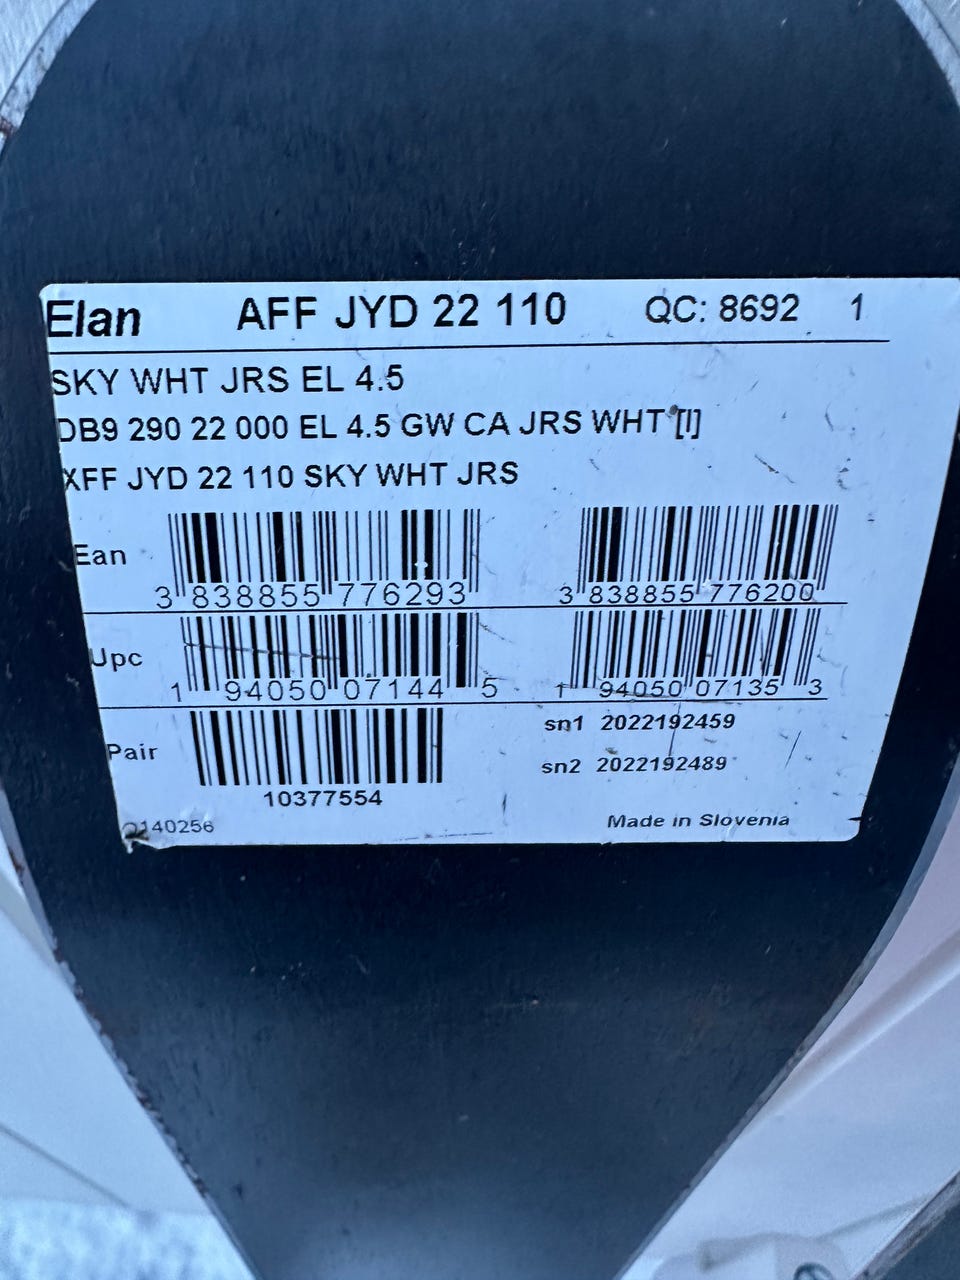 Elan AFF JYD 22 110 QC: 8692 1
SKY WHT JRS EL 4.5
DB9 290 22 000 EL 4.5 GW CA JRS WHT [I]
XFF JYD 22 110 SKY WHT JRS
Ean 3 838855 776293 3 838855 776200
Upc 1 94050 07144 5 1 94050 07135 3
Pair 10377554
sn1 2022192459
sn2 2022192489
140256 Made in Slovenia